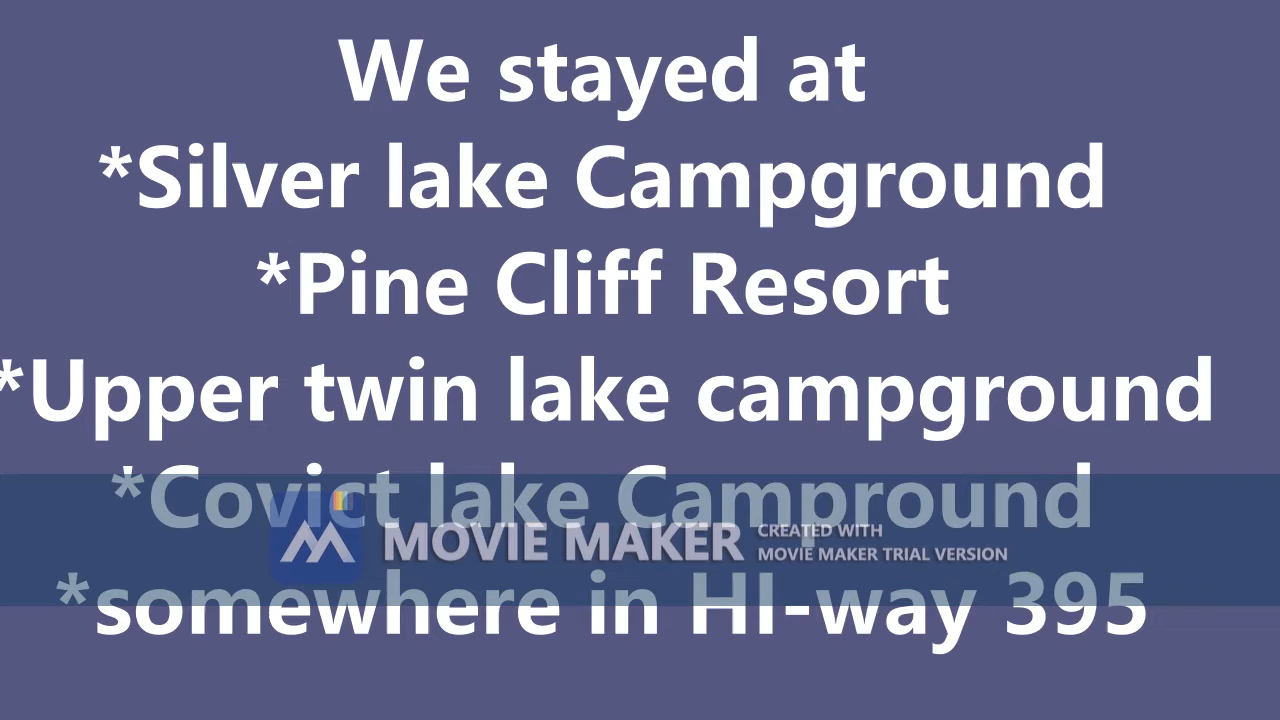 We stayed at
*Silver lake Campground
*Pine Cliff Resort
*Upper twin lake campground
*Covict lake Campround
MOVIE MAKER
CREATED WITH
MOVIE MAKER TRIAL VERSION
*somewhere in HI-way 395